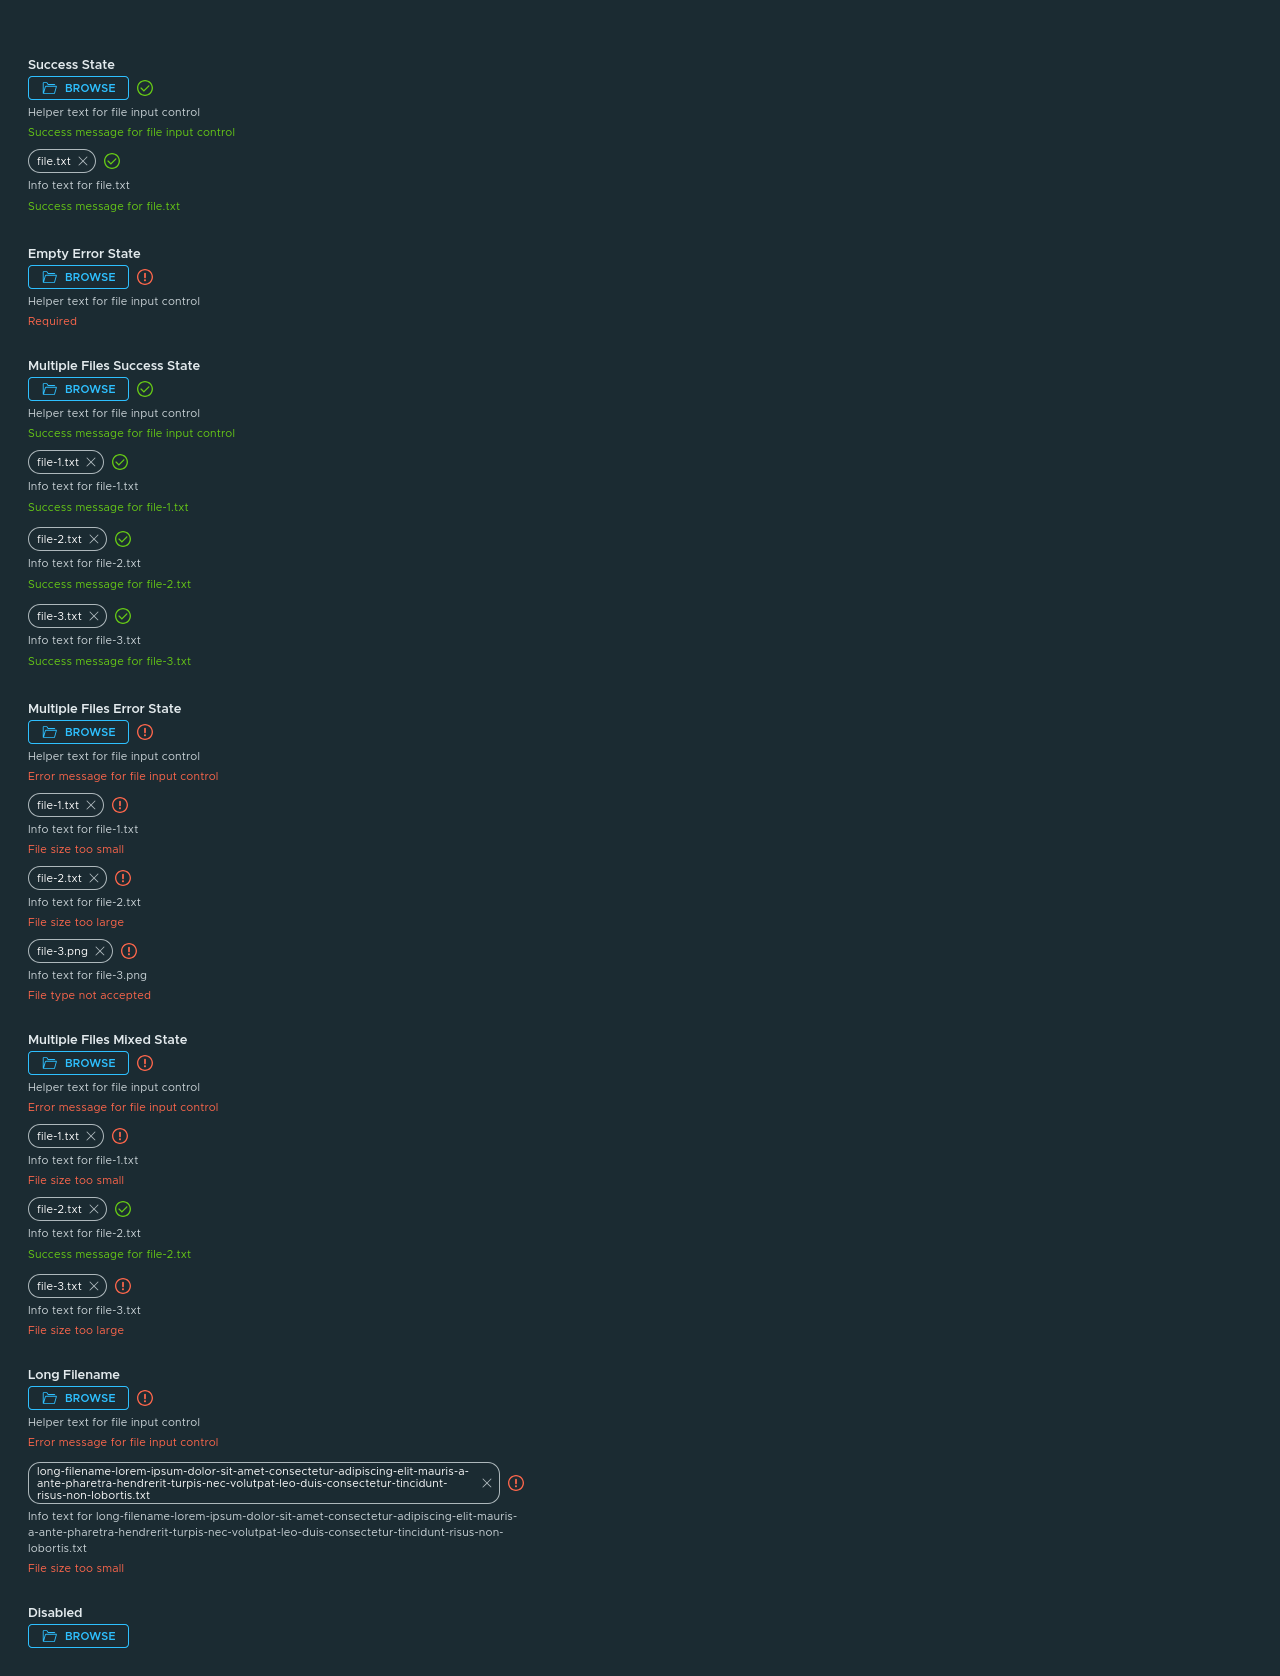 Success State
BROWSE
Helper text for file input control
Success message for file input control
file.txt
Info text for file.txt
Success message for file.txt
Empty Error State
BROWSE
Helper text for file input control
Required
Multiple Files Success State
BROWSE
Helper text for file input control
Success message for file input control
file-1.txt
Info text for file-1.txt
Success message for file-1.txt
file-2.txt
Info text for file-2.txt
Success message for file-2.txt
file-3.txt
Info text for file-3.txt
Success message for file-3.txt
Multiple Files Error State
BROWSE
Helper text for file input control
Error message for file input control
file-1.txt
Info text for file-1.txt
File size too small
file-2.txt
Info text for file-2.txt
File size too large
file-3.png
Info text for file-3.png
File type not accepted
Multiple Files Mixed State
BROWSE
Helper text for file input control
Error message for file input control
file-1.txt
Info text for file-1.txt
File size too small
file-2.txt
Info text for file-2.txt
Success message for file-2.txt
file-3.txt
Info text for file-3.txt
File size too large
Long Filename
BROWSE
Helper text for file input control
Error message for file input control
long-filename-lorem-ipsum-dolor-sit-amet-consectetur-adipiscing-elit-mauris-a-
ante-pharetra-hendrerit-turpis-nec-volutpat-leo-duis-consectetur-tincidunt-
risus-non-lobortis.txt
Info text for long-filename-lorem-ipsum-dolor-sit-amet-consectetur-adipiscing-elit-mauris-
a-ante-pharetra-hendrerit-turpis-nec-volutpat-leo-duis-consectetur-tincidunt-risus-non-
lobortis.txt
File size too small
Disabled
BROWSE